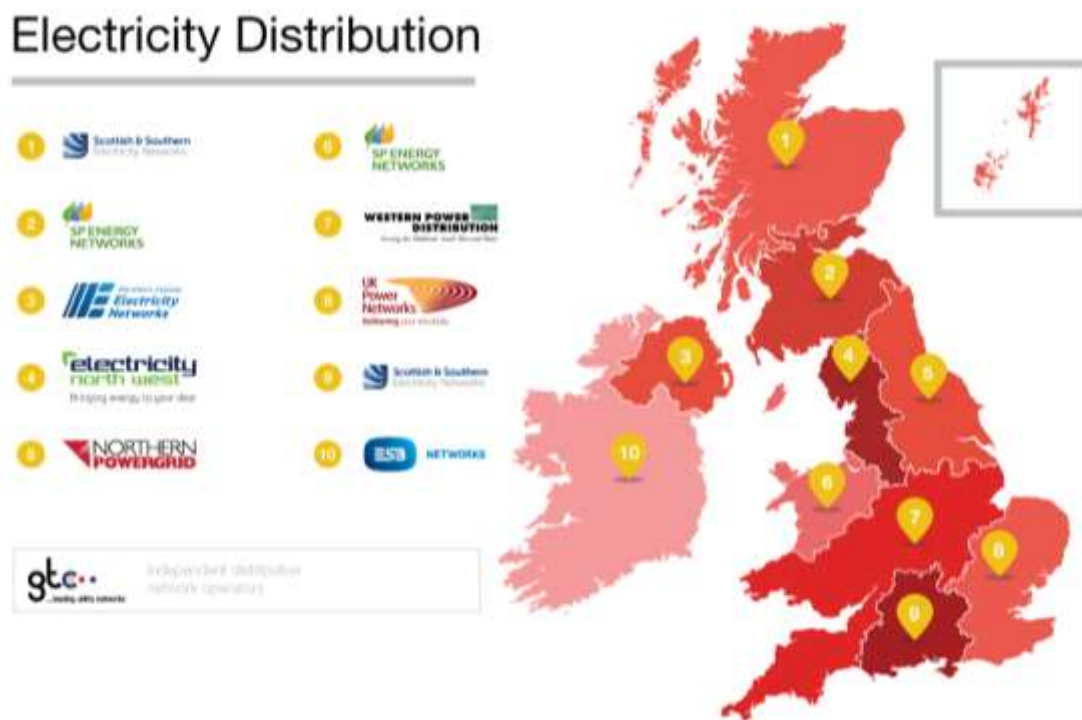 Electricity Distribution
1
Scottish & Southern
Electricity Networks
2
SP ENERGY
NETWORKS
3
Electricity
Networks
4
electricity
north west
Bringing energy to your door
5
NORTHERN
POWERGRID
6
SP ENERGY
NETWORKS
7
WESTERN POWER
DISTRIBUTION
8
UK
Power
Networks
Delivering your electricity
9
Scottish & Southern
Electricity Networks
10
ESB NETWORKS
gtc
independent distribution
network operators
1
2
3
4
5
10
6
7
8
9